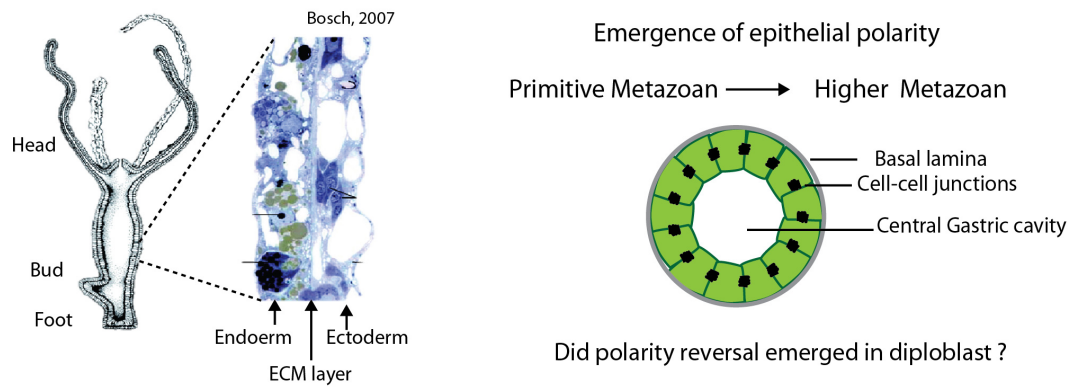 Bosch, 2007
Head
Bud
Foot
Endoerm
Ectoderm
ECM layer
Emergence of epithelial polarity
Primitive Metazoan
Higher Metazoan
Basal lamina
Cell-cell junctions
Central Gastric cavity
Did polarity reversal emerged in diploblast ?